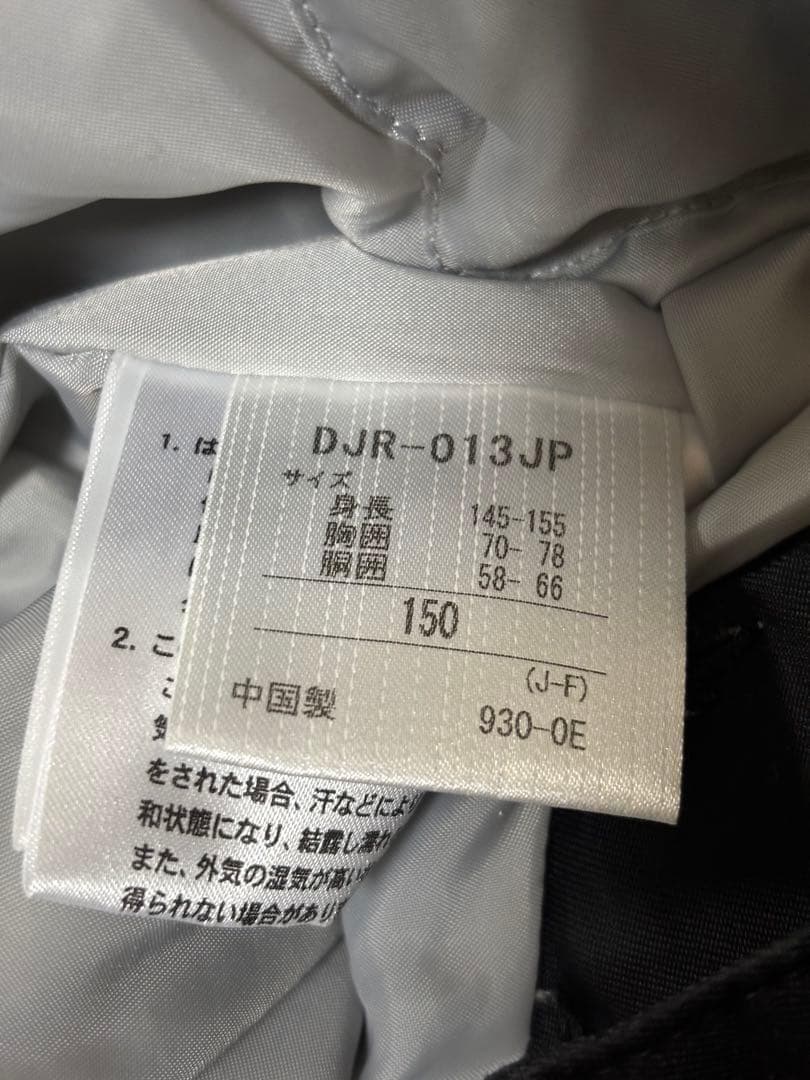 DJR-013JP
サイズ
身長 145-155
胸囲 70- 78
胴囲 58- 66
150
(J-F)
中国製 930-0E
1. は
2. こ
こ
気
をされた場合、汗などによ
和状態になり、結露し濡れ
また、外気の湿気が高い
得られない場合があり